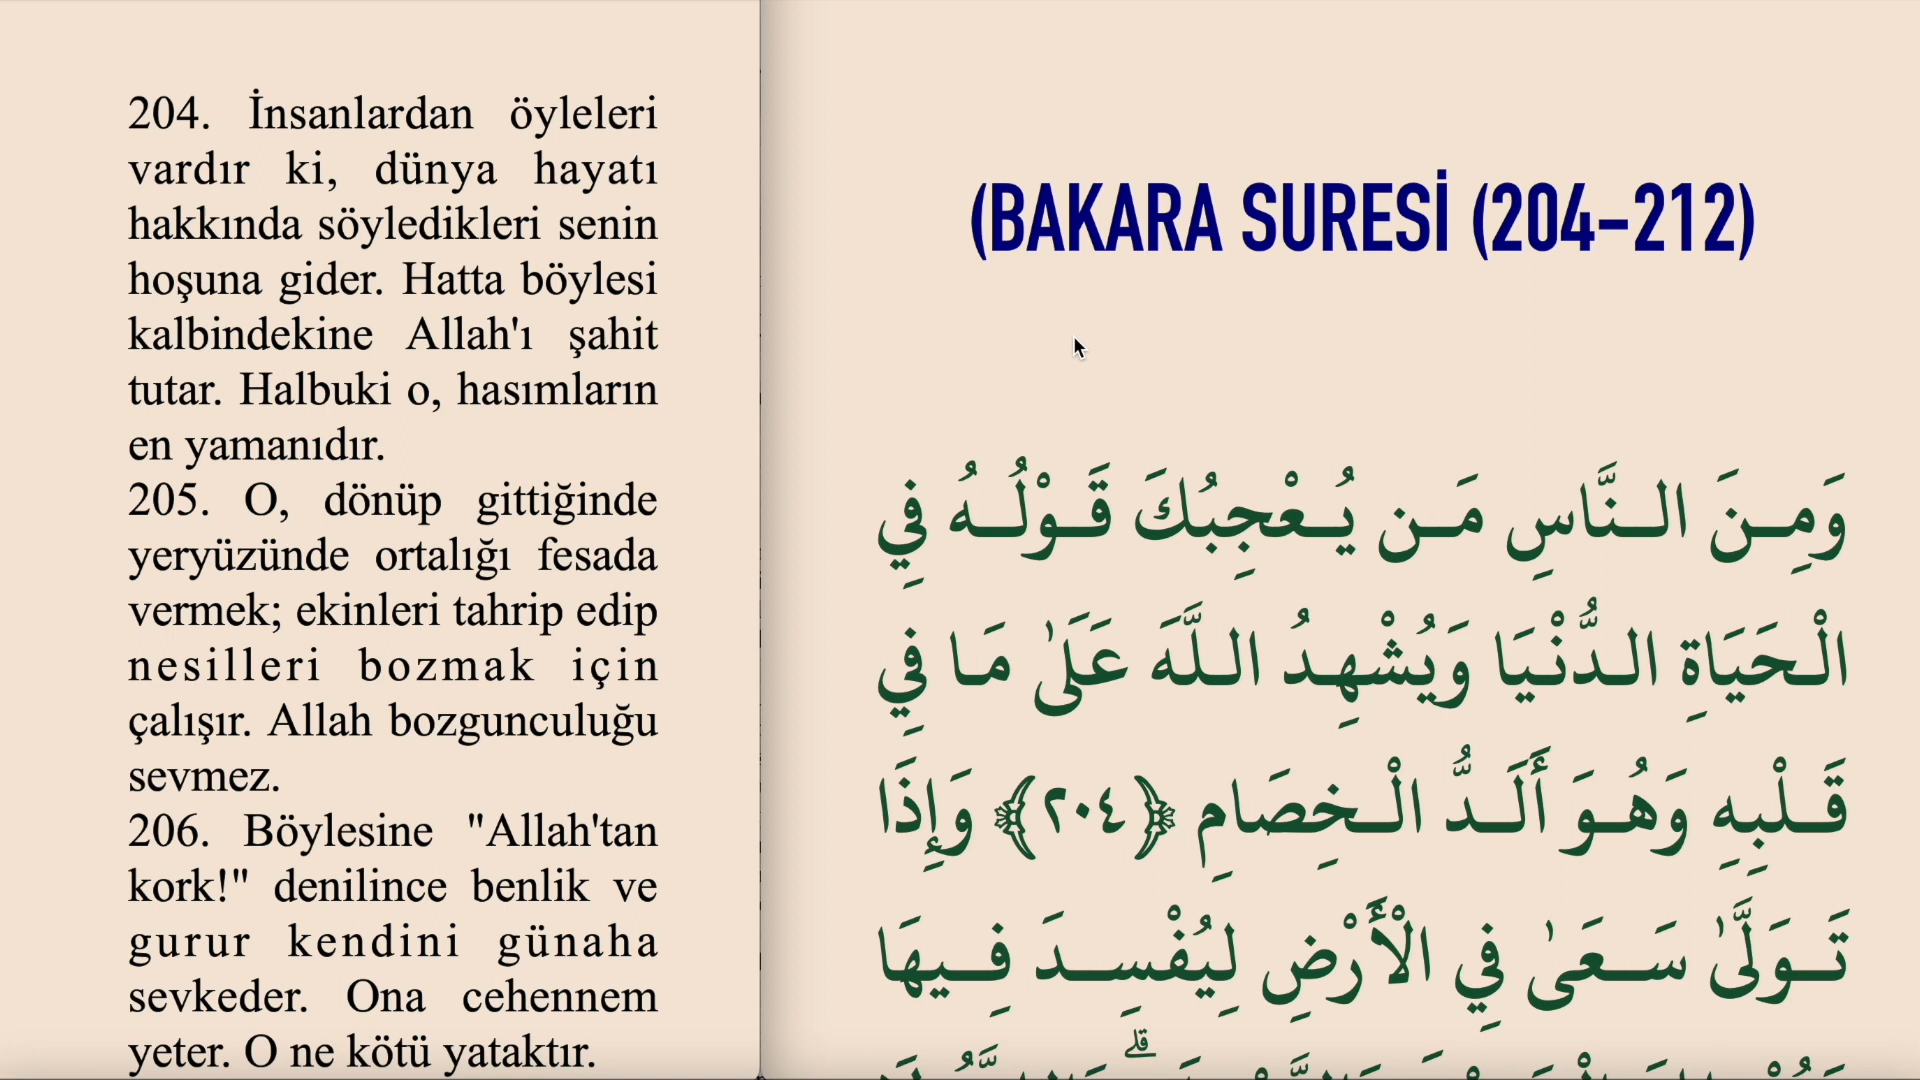 204. İnsanlardan öyleleri
vardır ki, dünya hayatı
hakkında söyledikleri senin
hoşuna gider. Hatta böylesi
kalbindekine Allah'ı şahit
tutar. Halbuki o, hasımların
en yamanıdır.
205. O, dönüp gittiğinde
yeryüzünde ortalığı fesada
vermek; ekinleri tahrip edip
nesilleri bozmak için
çalışır. Allah bozgunculuğu
sevmez.
206. Böylesine "Allah'tan
kork!" denilince benlik ve
gurur kendini günaha
sevkeder. Ona cehennem
yeter. O ne kötü yataktır.
(BAKARA SURESİ (204–212)
وَمِنَ النَّاسِ مَن يُعْجِبُكَ قَوْلُهُ فِي
الْحَيَاةِ الدُّنْيَا وَيُشْهِدُ اللَّهَ عَلَىٰ مَا فِي
قَلْبِهِ وَهُوَ أَلَدُّ الْخِصَامِ ﴿٢٠٤﴾ وَإِذَا
تَوَلَّىٰ سَعَىٰ فِي الْأَرْضِ لِيُفْسِدَ فِيهَا